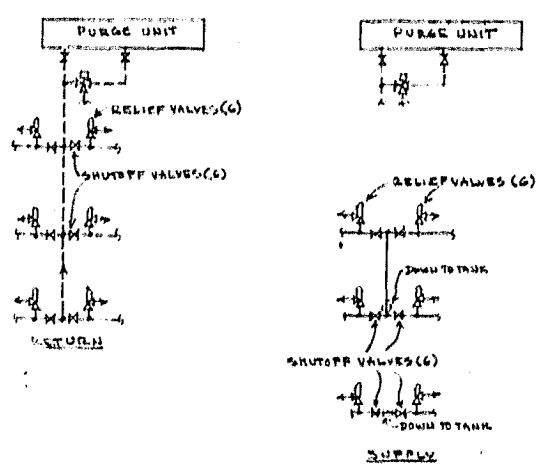 PURGE UNIT
RELIEF VALVES (6)
SHUTOFF VALVES (6)
RETURN
PURGE UNIT
RELIEF VALVES (6)
DOWN TO TANK
SHUTOFF VALVES (6)
DOWN TO TANK
SUPPLY